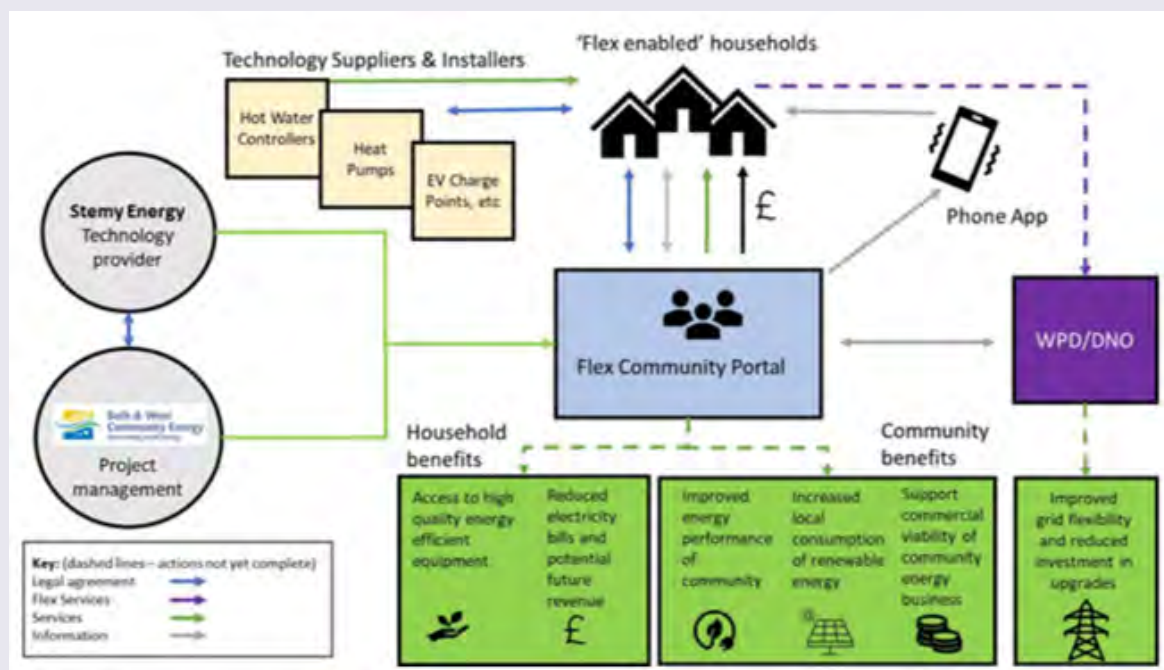 'Flex enabled' households
Technology Suppliers & Installers
Hot Water
Controllers
Heat
Pumps
EV Charge
Points, etc
Stemy Energy
Technology
provider
£
Phone App
Flex Community Portal
WPD/DNO
Bath & West
Community Energy
Project
management
Household
benefits
Community
benefits
Access to high
quality energy
efficient
equipment
Reduced
electricity
bills and
potential
future
revenue
£
Improved
energy
performance
of
community
Increased
local
consumption
of renewable
energy
Support
commercial
viability of
community
energy
business
Improved
grid flexibility
and reduced
investment in
upgrades
Key: (dashed lines – actions not yet complete)
Legal agreement
Flex Services
Services
Information